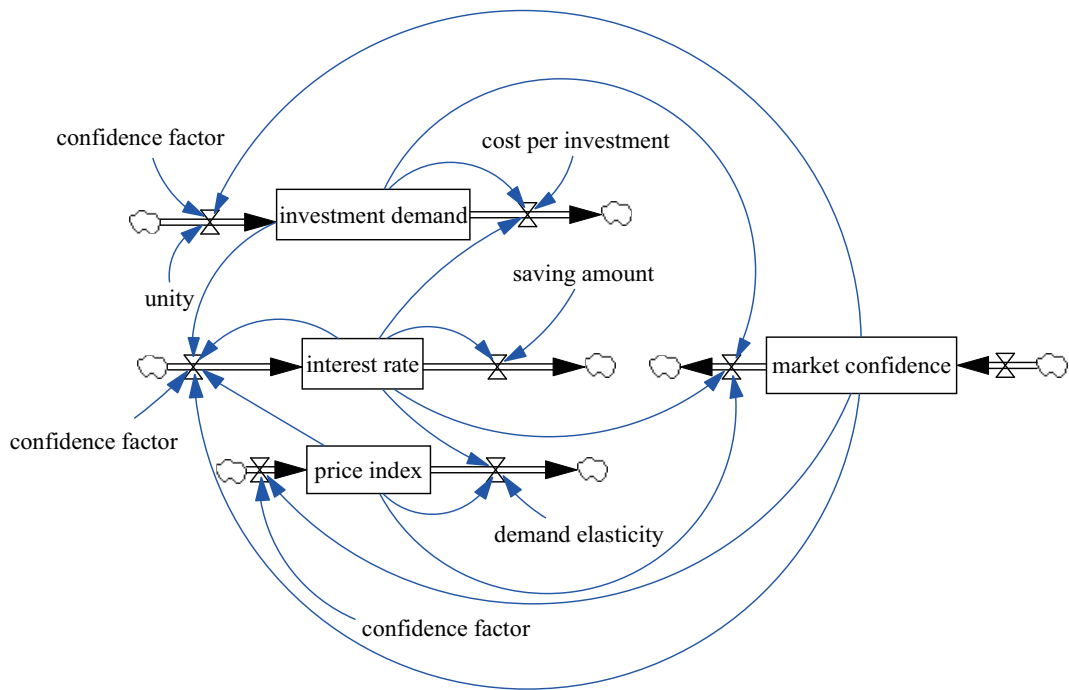 confidence factor
cost per investment
investment demand
saving amount
unity
interest rate
market confidence
confidence factor
price index
demand elasticity
confidence factor